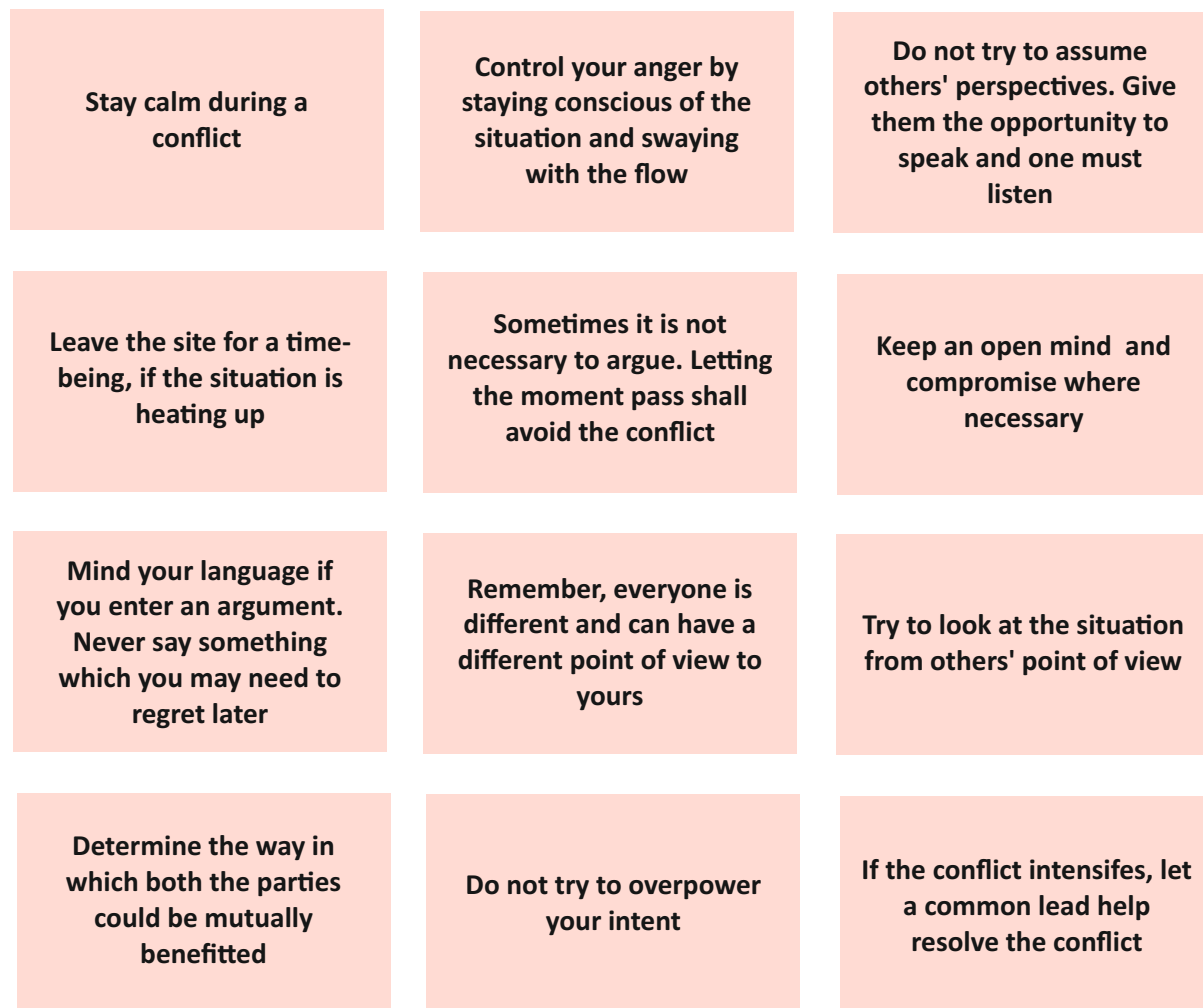 Stay calm during a
conflict
Control your anger by
staying conscious of the
situation and swaying
with the flow
Do not try to assume
others' perspectives. Give
them the opportunity to
speak and one must
listen
Leave the site for a time-
being, if the situation is
heating up
Sometimes it is not
necessary to argue. Letting
the moment pass shall
avoid the conflict
Keep an open mind and
compromise where
necessary
Mind your language if
you enter an argument.
Never say something
which you may need to
regret later
Remember, everyone is
different and can have a
different point of view to
yours
Try to look at the situation
from others' point of view
Determine the way in
which both the parties
could be mutually
benefitted
Do not try to overpower
your intent
If the conflict intensifes, let
a common lead help
resolve the conflict